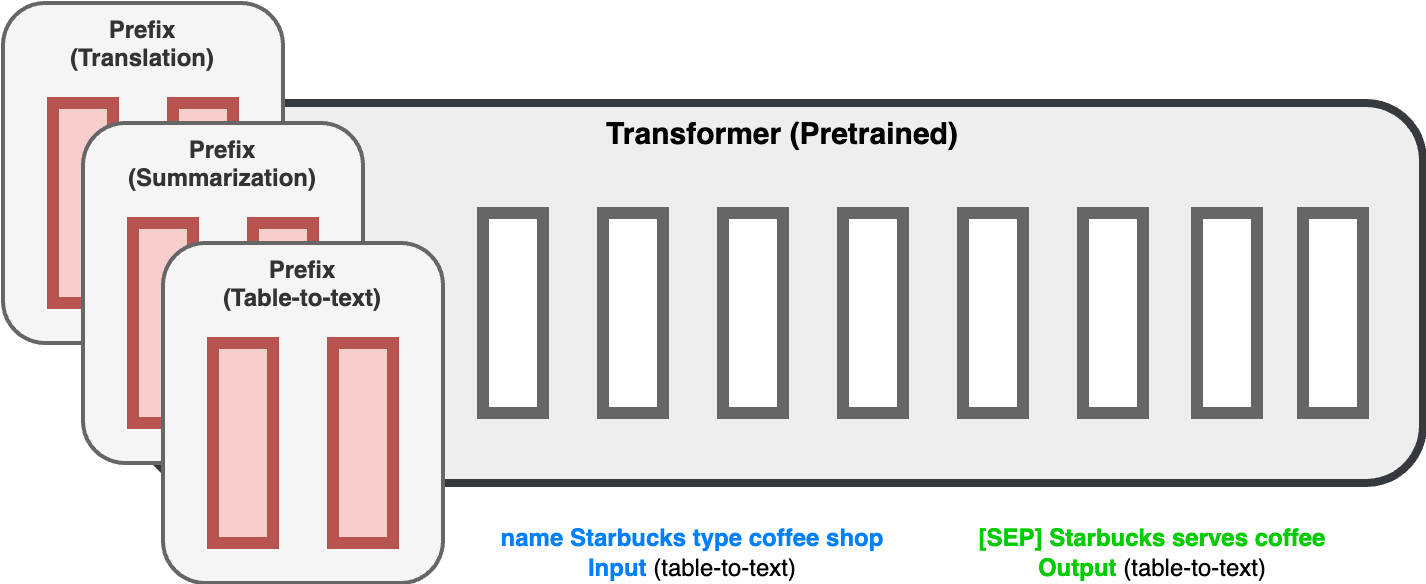 Prefix
(Translation)
Prefix
(Summarization)
Prefix
(Table-to-text)
Transformer (Pretrained)
name Starbucks type coffee shop
Input (table-to-text)
[SEP] Starbucks serves coffee
Output (table-to-text)